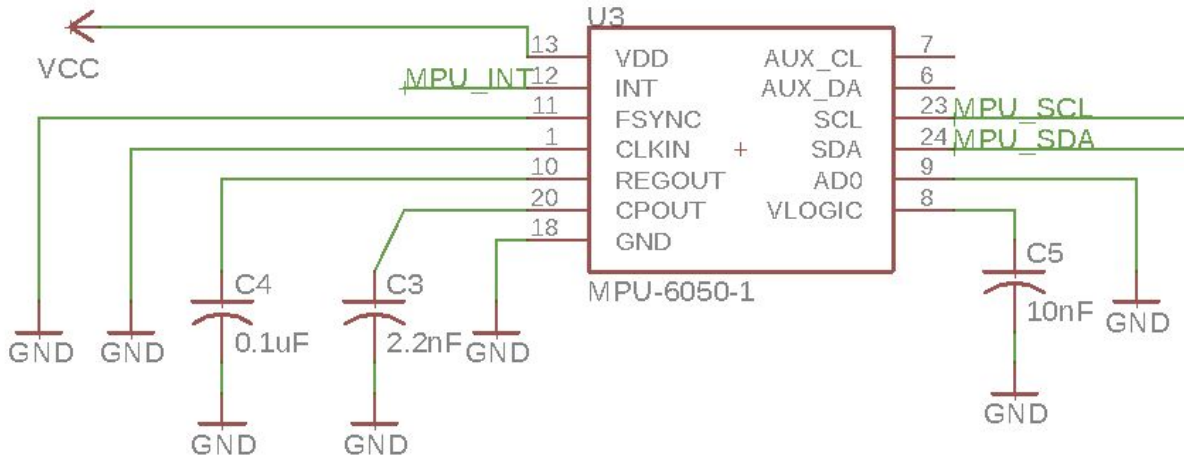 U3
VCC
13 VDD AUX_CL 7
MPU_INT 12 INT AUX_DA 6
11 FSYNC SCL 23 MPU_SCL
1 CLKIN SDA 24 MPU_SDA
10 REGOUT AD0 9
20 CPOUT VLOGIC 8
18 GND
MPU-6050-1
C4
0.1uF
C3
2.2nF
C5
10nF
GND
GND
GND
GND
GND
GND
GND